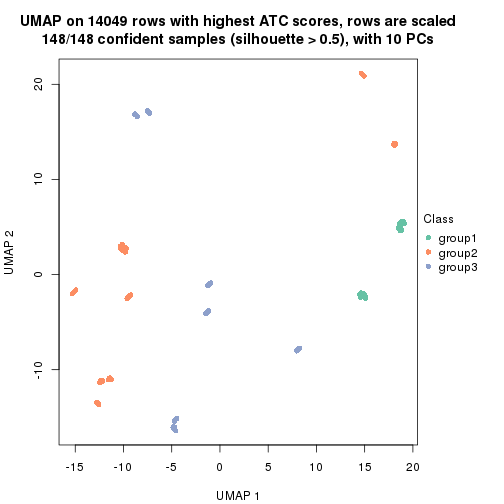 UMAP on 14049 rows with highest ATC scores, rows are scaled
148/148 confident samples (silhouette > 0.5), with 10 PCs
20
10
0
-10
UMAP 2
-15
-10
-5
0
5
10
15
20
UMAP 1
Class
group1
group2
group3